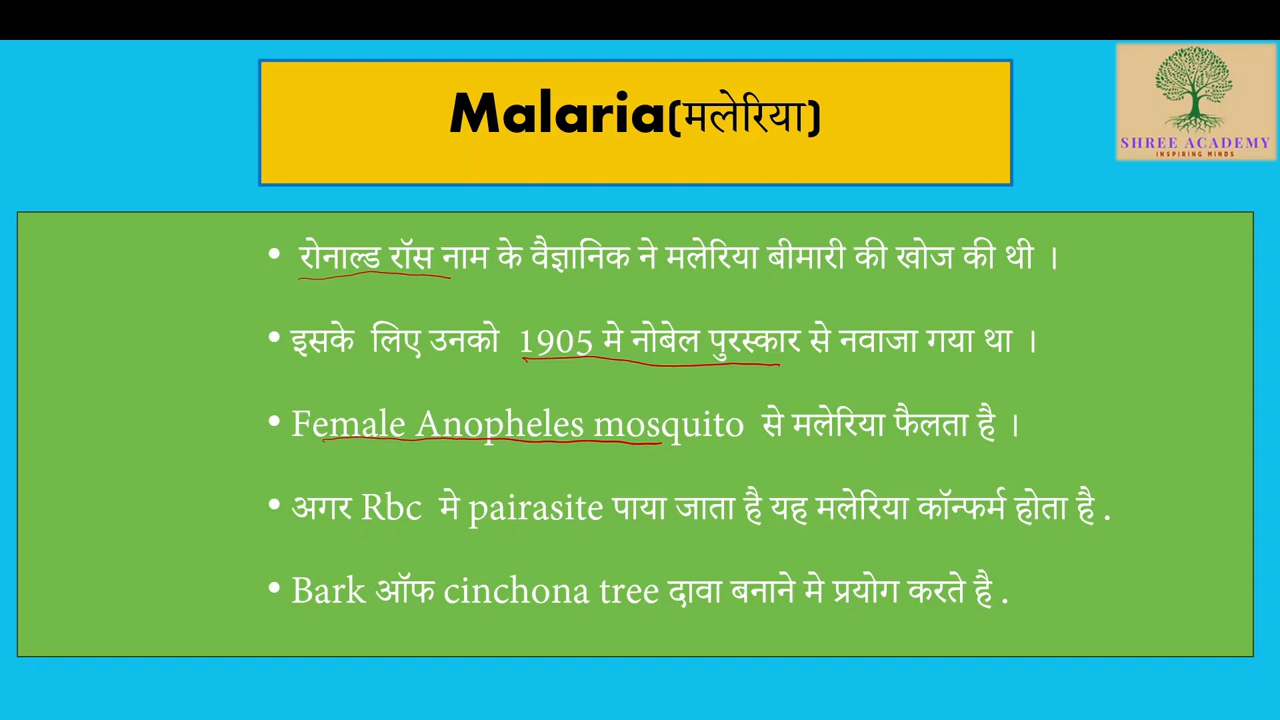 Malaria(मलेरिया)
SHREE ACADEMY
INSPIRING MINDS
• रोनाल्ड रॉस नाम के वैज्ञानिक ने मलेरिया बीमारी की खोज की थी ।
• इसके लिए उनको 1905 मे नोबेल पुरस्कार से नवाजा गया था ।
• Female Anopheles mosquito से मलेरिया फैलता है ।
• अगर Rbc मे pairasite पाया जाता है यह मलेरिया कॉन्फर्म होता है .
• Bark ऑफ cinchona tree दावा बनाने मे प्रयोग करते है .